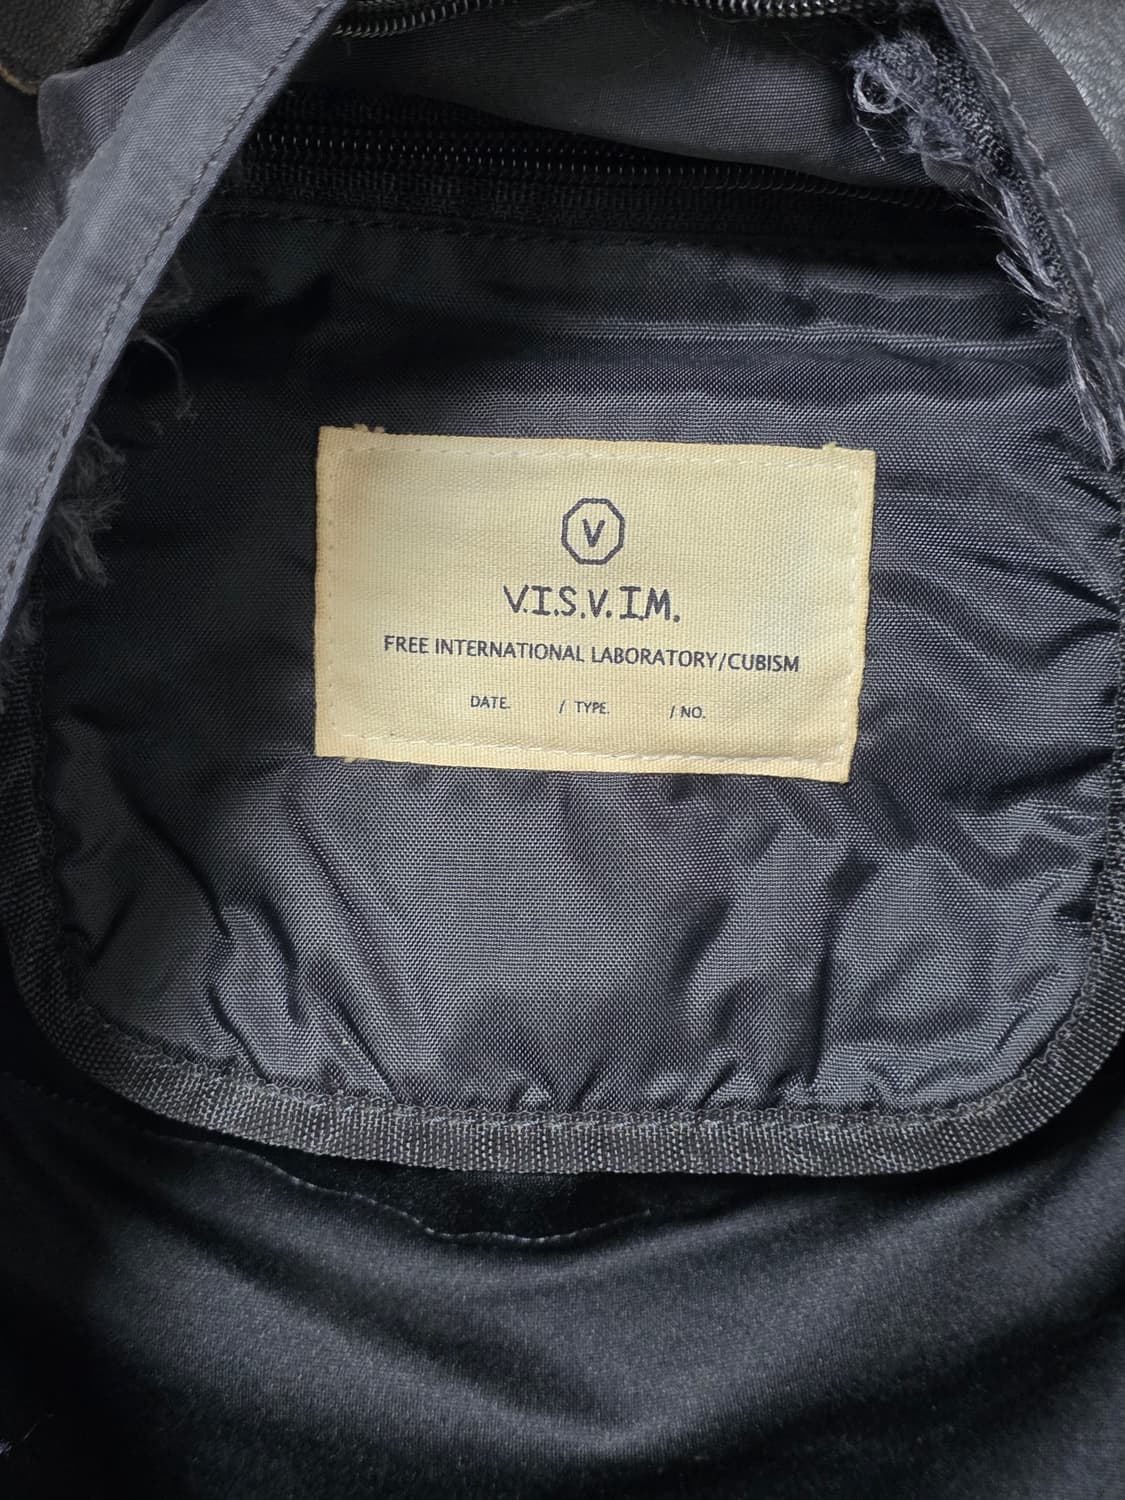 V
V.I.S.V.I.M.
FREE INTERNATIONAL LABORATORY/CUBISM
DATE. / TYPE. / NO.